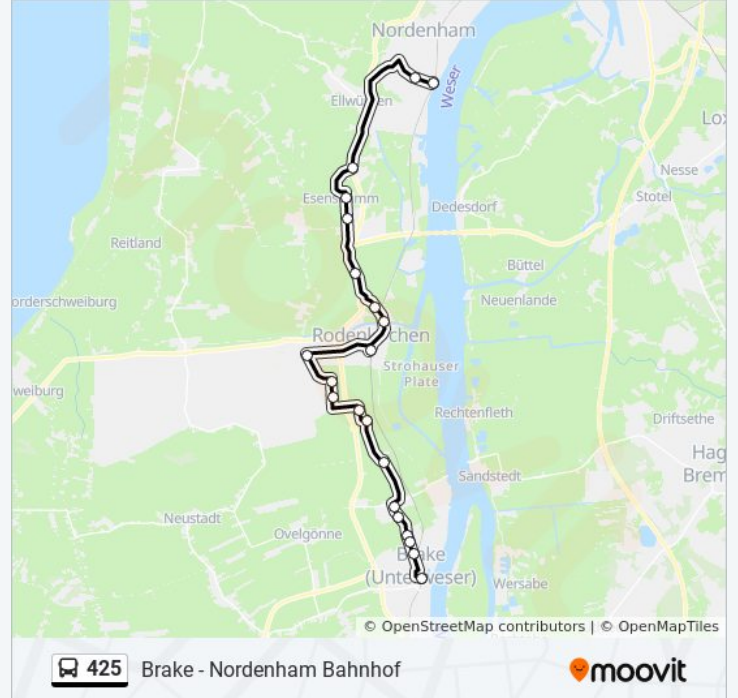 Nordenham
Weser
Ellwürden
Lox
Nesse
Stotel
Esenshamm
Dedesdorf
Reitland
Büttel
orderschweiburg
Neuenlande
Rodenkirchen
Strohauser
Plate
weiburg
Rechtenfleth
Driftsethe
Hag
Brem
Sandstedt
Neustadt
Ovelgönne
Brake
(Unterweser)
Wersabe
© OpenStreetMap contributors | © OpenMapTiles
425 Brake - Nordenham Bahnhof
moovit